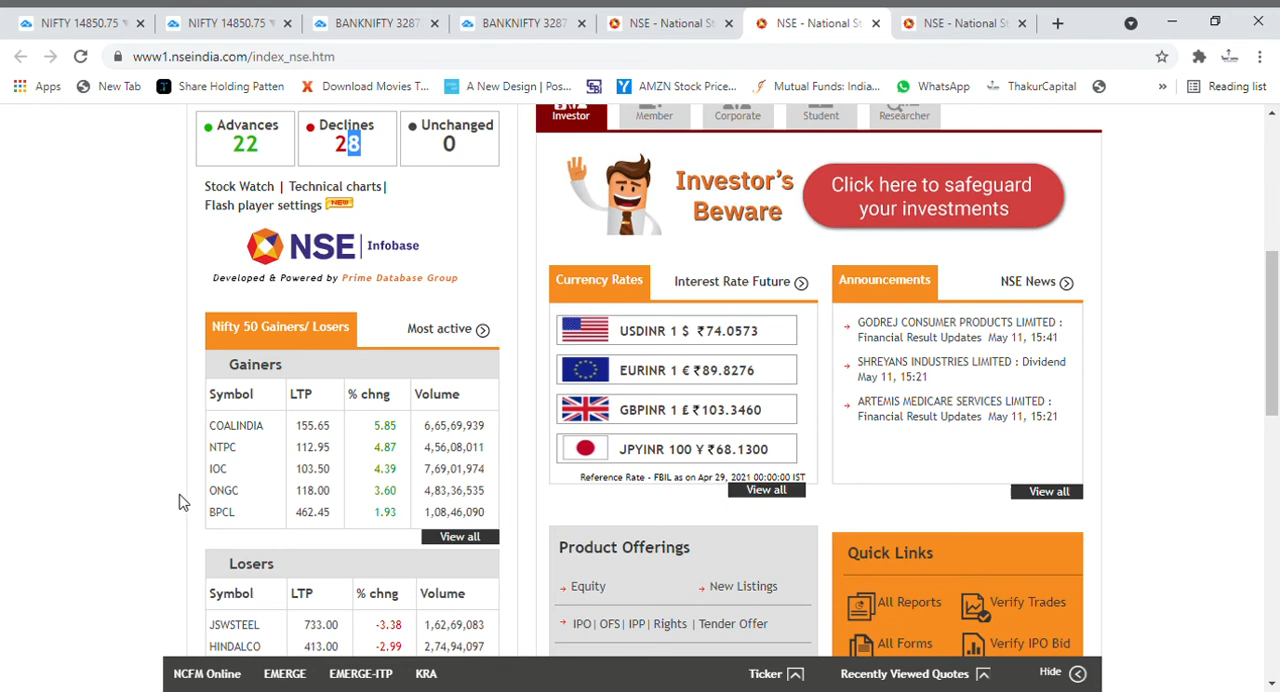 NIFTY 14850.75
NIFTY 14850.75
BANKNIFTY 3287
BANKNIFTY 3287
NSE - National St
NSE - National St
NSE - National St
www1.nseindia.com/index_nse.htm
Apps
New Tab
Share Holding Patten
Download Movies T...
A New Design | Pos...
AMZN Stock Price...
Mutual Funds: India...
WhatsApp
ThakurCapital
»
Reading list
Advances
22
Declines
28
Unchanged
0
Stock Watch | Technical charts|
Flash player settings NEW
NSE | Infobase
Developed & Powered by Prime Database Group
Nifty 50 Gainers/ Losers
Most active
Gainers
Symbol LTP % chng Volume
COALINDIA 155.65 5.85 6,65,69,939
NTPC 112.95 4.87 4,56,08,011
IOC 103.50 4.39 7,69,01,974
ONGC 118.00 3.60 4,83,36,535
BPCL 462.45 1.93 1,08,46,090
View all
Losers
Symbol LTP % chng Volume
JSWSTEEL 733.00 -3.38 1,62,69,083
HINDALCO 413.00 -2.99 2,74,94,097
Investor
Member
Corporate
Student
Researcher
Investor's
Beware
Click here to safeguard
your investments
Currency Rates
Interest Rate Future
USDINR 1 $ ₹74.0573
EURINR 1 € ₹89.8276
GBPINR 1 £ ₹103.3460
JPYINR 100 ¥ ₹68.1300
Reference Rate - FBIL as on Apr 29, 2021 00:00:00 IST
View all
Announcements
NSE News
GODREJ CONSUMER PRODUCTS LIMITED :
Financial Result Updates May 11, 15:41
SHREYANS INDUSTRIES LIMITED : Dividend
May 11, 15:21
ARTEMIS MEDICARE SERVICES LIMITED :
Financial Result Updates May 11, 15:21
View all
Product Offerings
Equity
New Listings
IPO| OFS| IPP| Rights | Tender Offer
Quick Links
All Reports
Verify Trades
All Forms
Verify IPO Bid
NCFM Online
EMERGE
EMERGE-ITP
KRA
Ticker
Recently Viewed Quotes
Hide